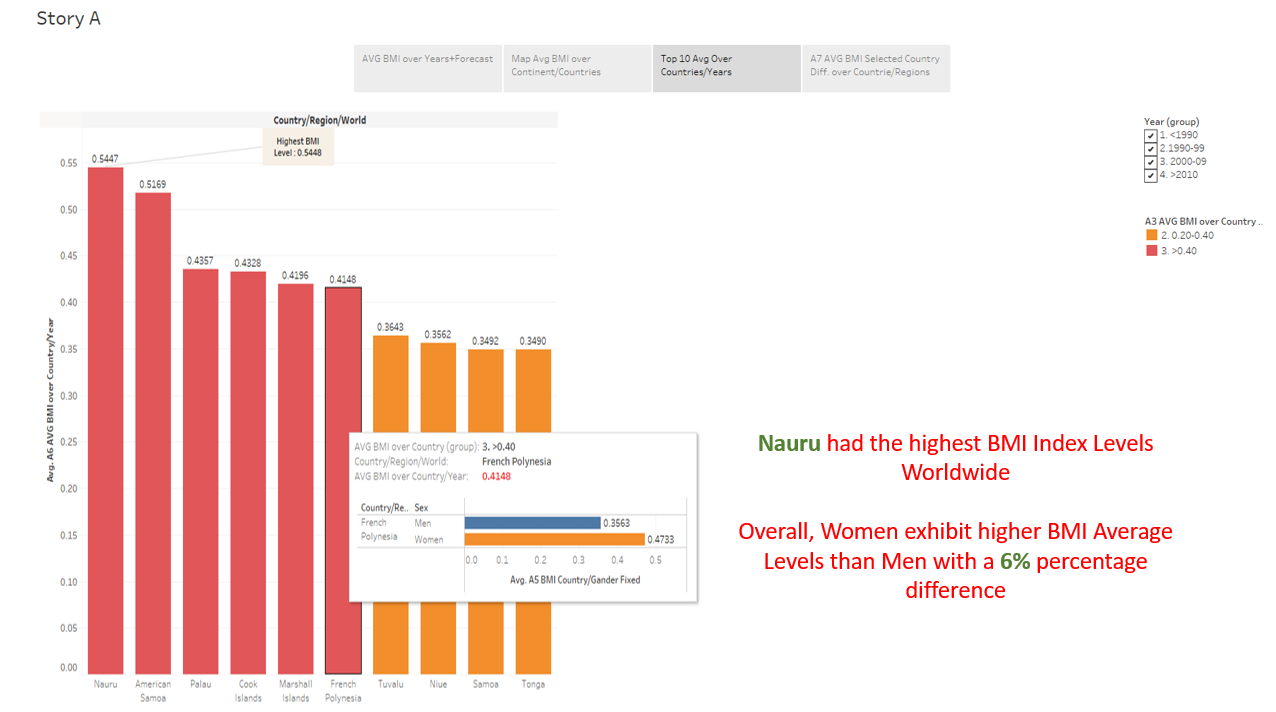 Story A
AVG BMI over Years+Forecast
Map Avg BMI over
Continent/Countries
Top 10 Avg Over
Countries/Years
A7 AVG BMI Selected Country
Diff. over Countrie/Regions
Country/Region/World
Highest BMI
Level : 0.5448
0.5447
0.5169
0.4357
0.4328
0.4196
0.4148
0.3643
0.3562
0.3492
0.3490
0.55
0.50
0.45
0.40
0.35
0.30
0.25
0.20
0.15
0.10
0.05
0.00
Avg. A6 AVG BMI over Country/Year
Nauru
American
Samoa
Palau
Cook
Islands
Marshall
Islands
French
Polynesia
Tuvalu
Niue
Samoa
Tonga
AVG BMI over Country (group): 3. >0.40
Country/Region/World: French Polynesia
AVG BMI over Country/Year: 0.4148
Country/Re.. Sex
French
Polynesia
Men
Women
0.3563
0.4733
0.0 0.1 0.2 0.3 0.4 0.5
Avg. A5 BMI Country/Gander Fixed
Year (group)
1. <1990
2.1990-99
3. 2000-09
4. >2010
A3 AVG BMI over Country ..
2. 0.20-0.40
3. >0.40
Nauru had the highest BMI Index Levels
Worldwide
Overall, Women exhibit higher BMI Average
Levels than Men with a 6% percentage
difference